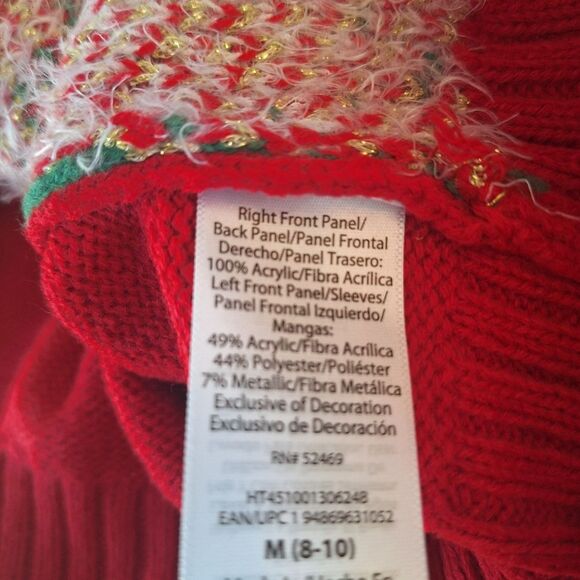 Right Front Panel/
Back Panel/Panel Frontal
Derecho/Panel Trasero:
100% Acrylic/Fibra Acrílica
Left Front Panel/Sleeves/
Panel Frontal Izquierdo/
Mangas:
49% Acrylic/Fibra Acrílica
44% Polyester/Poliéster
7% Metallic/Fibra Metálica
Exclusive of Decoration
Exclusivo de Decoración
RN# 52469
HT451001306248
EAN/UPC 1 94869631052
M (8-10)